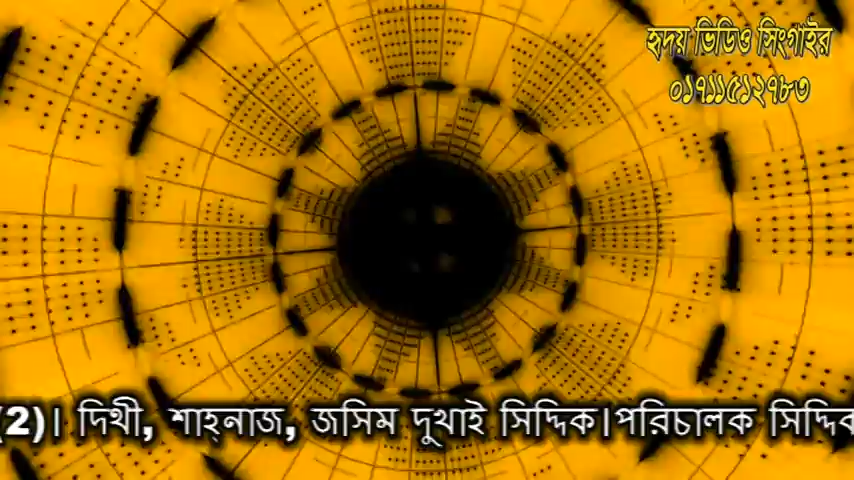 হৃদয় ভিডিও সিংগাইর
০১৭১১৫১২৭৮৩
(2)। দিথী, শাহনাজ, জসিম দুখাই সিদ্দিক।পরিচালক